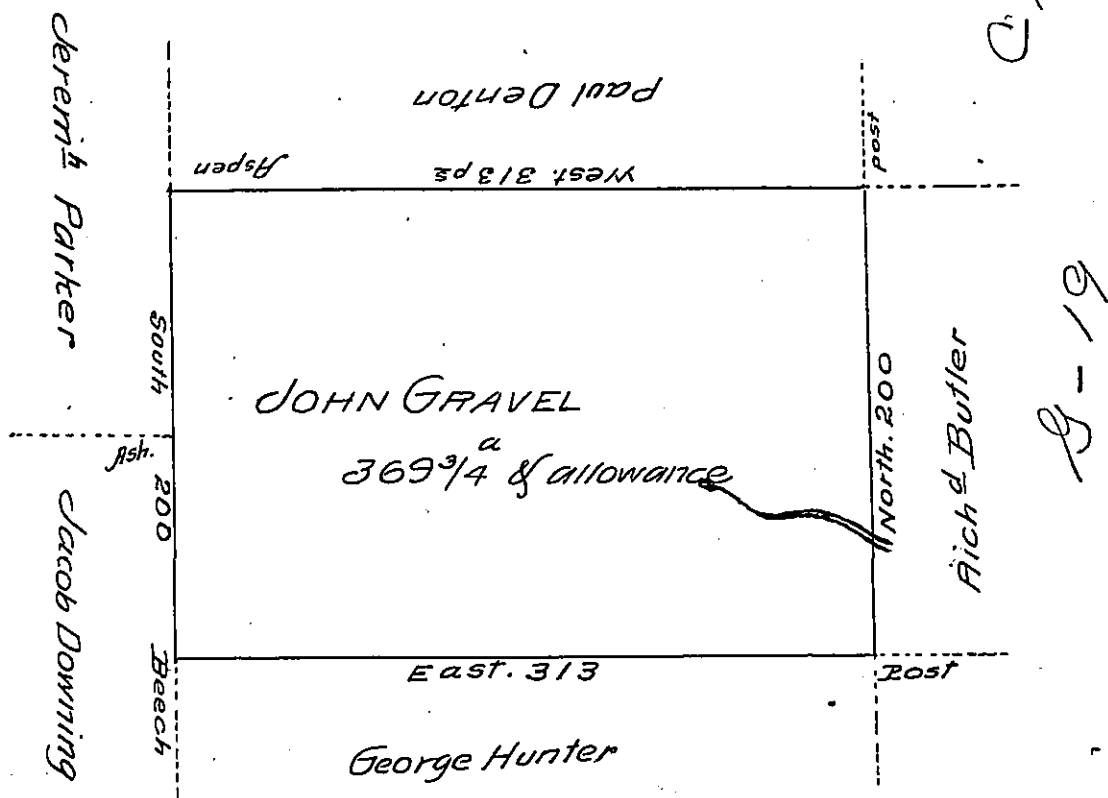 Paul Denton
West. 313 ps
Aspen
post
Jerem.h Parker
South 200
Ash.
Jacob Downing
Beech
JOHN GRAVEL
a
369 3/4 & allowance
North. 200
Rich d Butler
East. 313
Post
George Hunter
C.
19